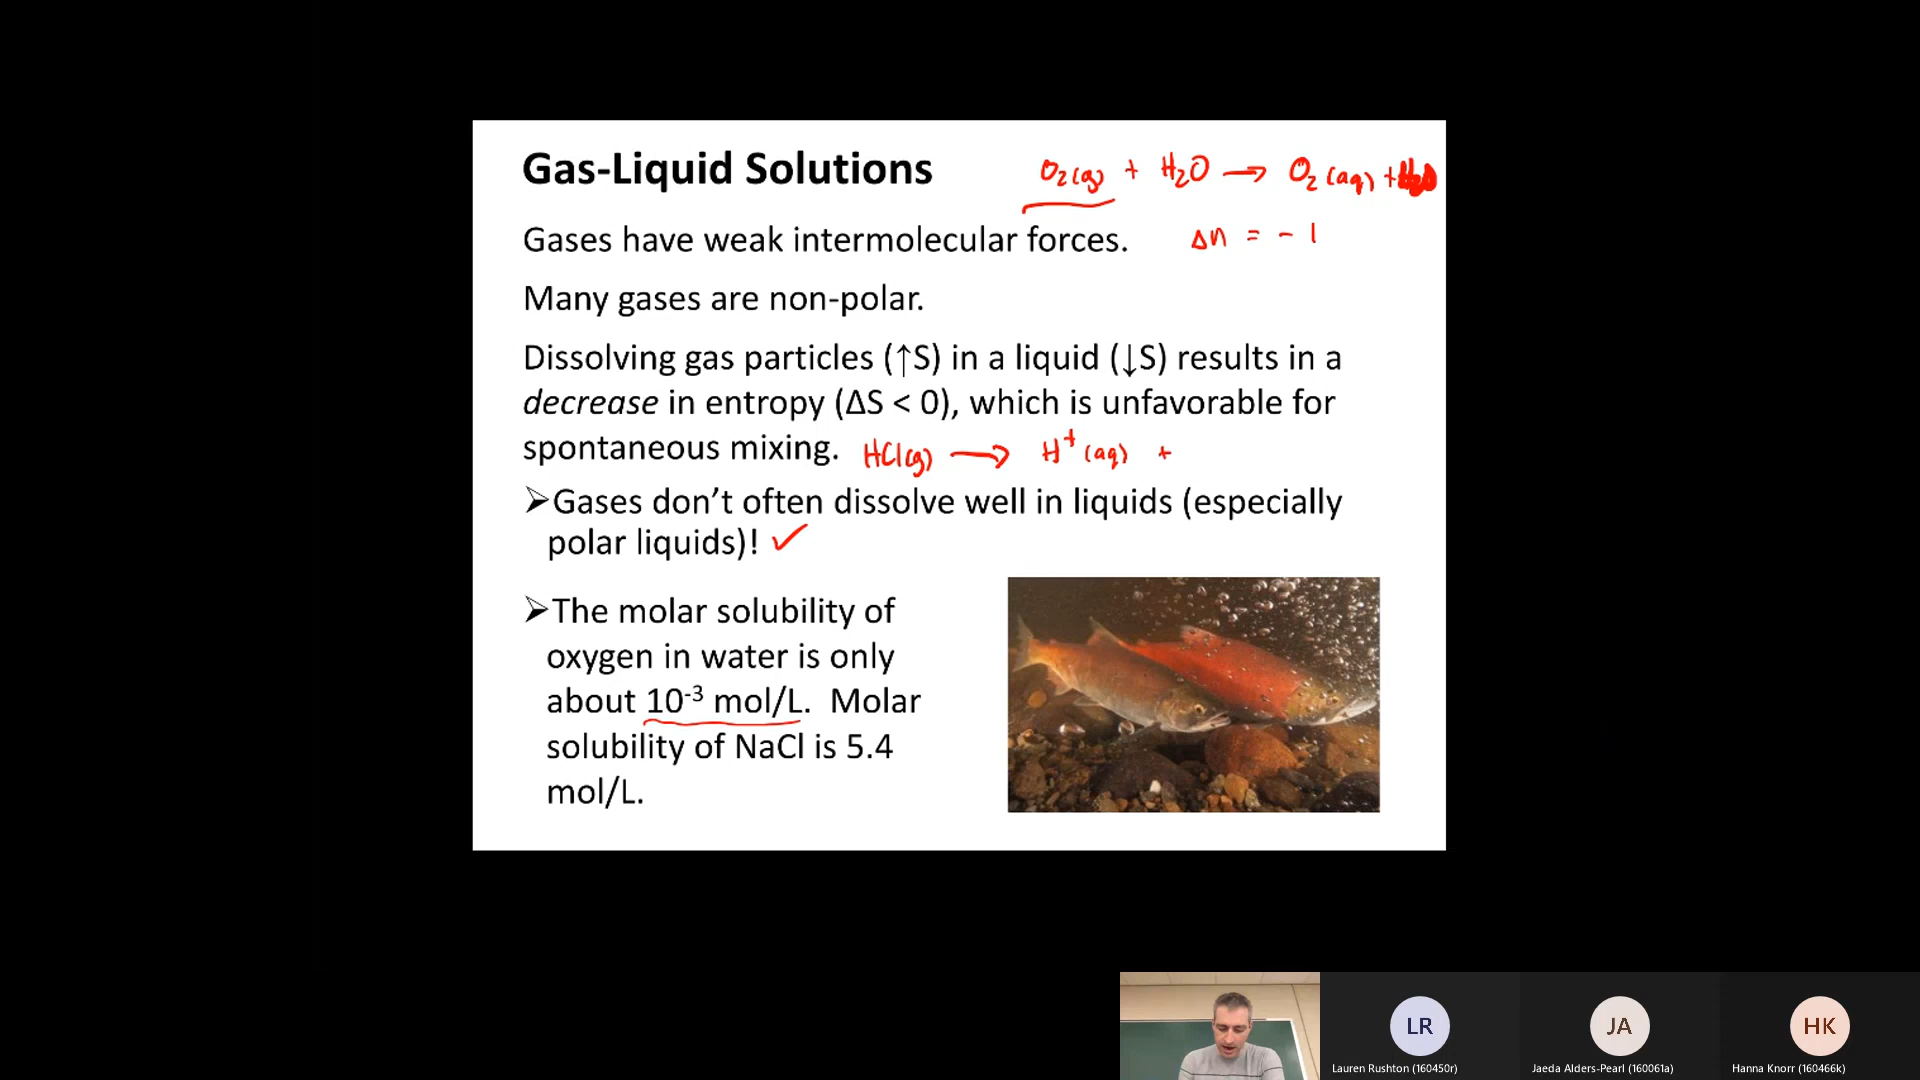 Gas-Liquid Solutions
O₂(g) + H₂O → O₂(aq) + H₂O
Gases have weak intermolecular forces.
Δn = -1
Many gases are non-polar.
Dissolving gas particles (↑S) in a liquid (↓S) results in a
decrease in entropy (ΔS < 0), which is unfavorable for
spontaneous mixing.
HCl(g) → H⁺(aq) +
➢Gases don't often dissolve well in liquids (especially
polar liquids)! ✓
➢The molar solubility of
oxygen in water is only
about 10⁻³ mol/L. Molar
solubility of NaCl is 5.4
mol/L.
LR
JA
HK
Lauren Rushton (160450r)
Jaeda Alders-Pearl (160061a)
Hanna Knorr (160466k)